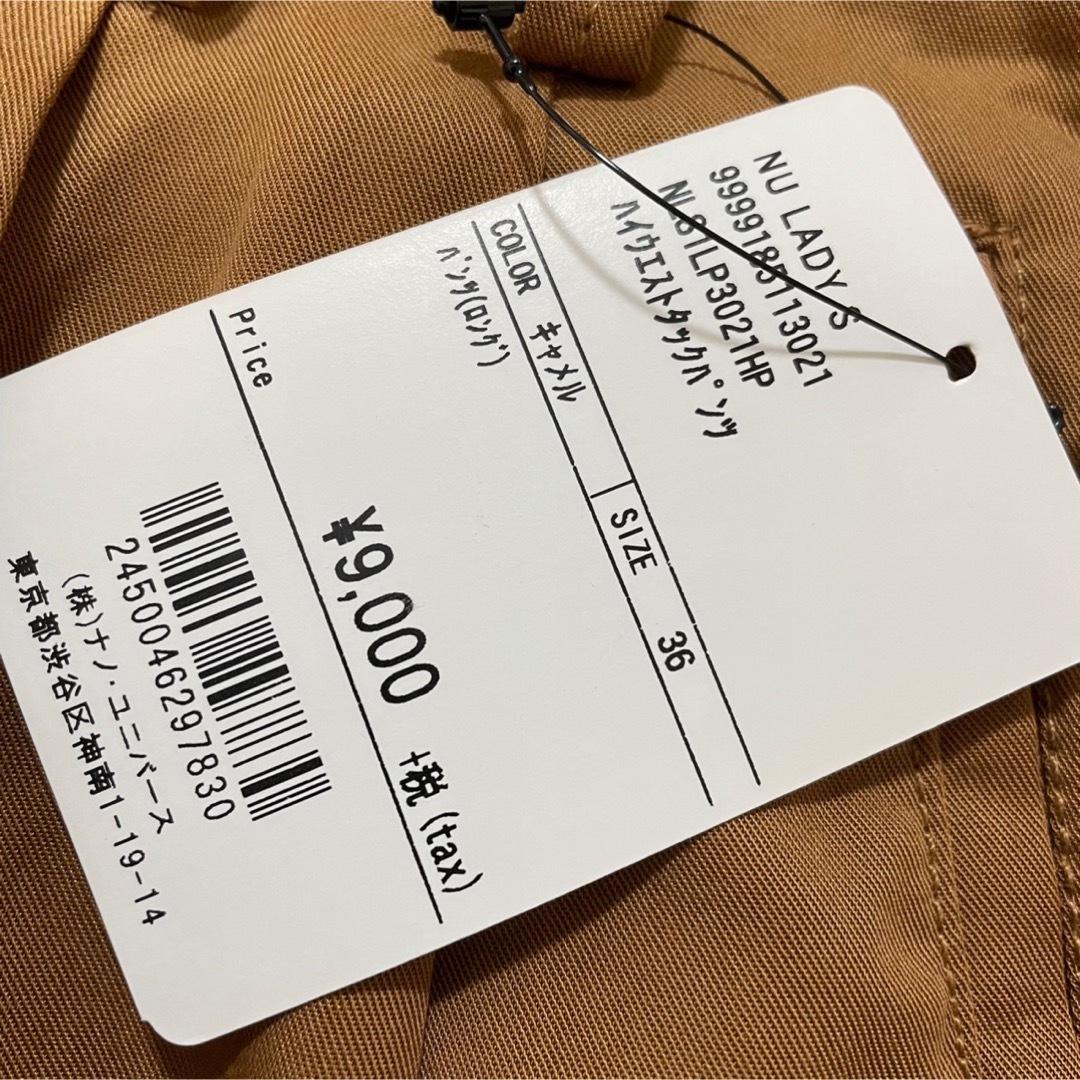 NU LADY'S
9999185113021
NLS1LP3021HP
ﾊｲｳｴｽﾄﾀｯｸﾊﾟﾝﾂ
COLOR キャメル SIZE 36
ﾊﾟﾝﾂ(ﾛﾝｸﾞ)
Price
¥9,000 +税(tax)
2450046297830
(株)ナノ・ユニバース
東京都渋谷区神南1-19-14